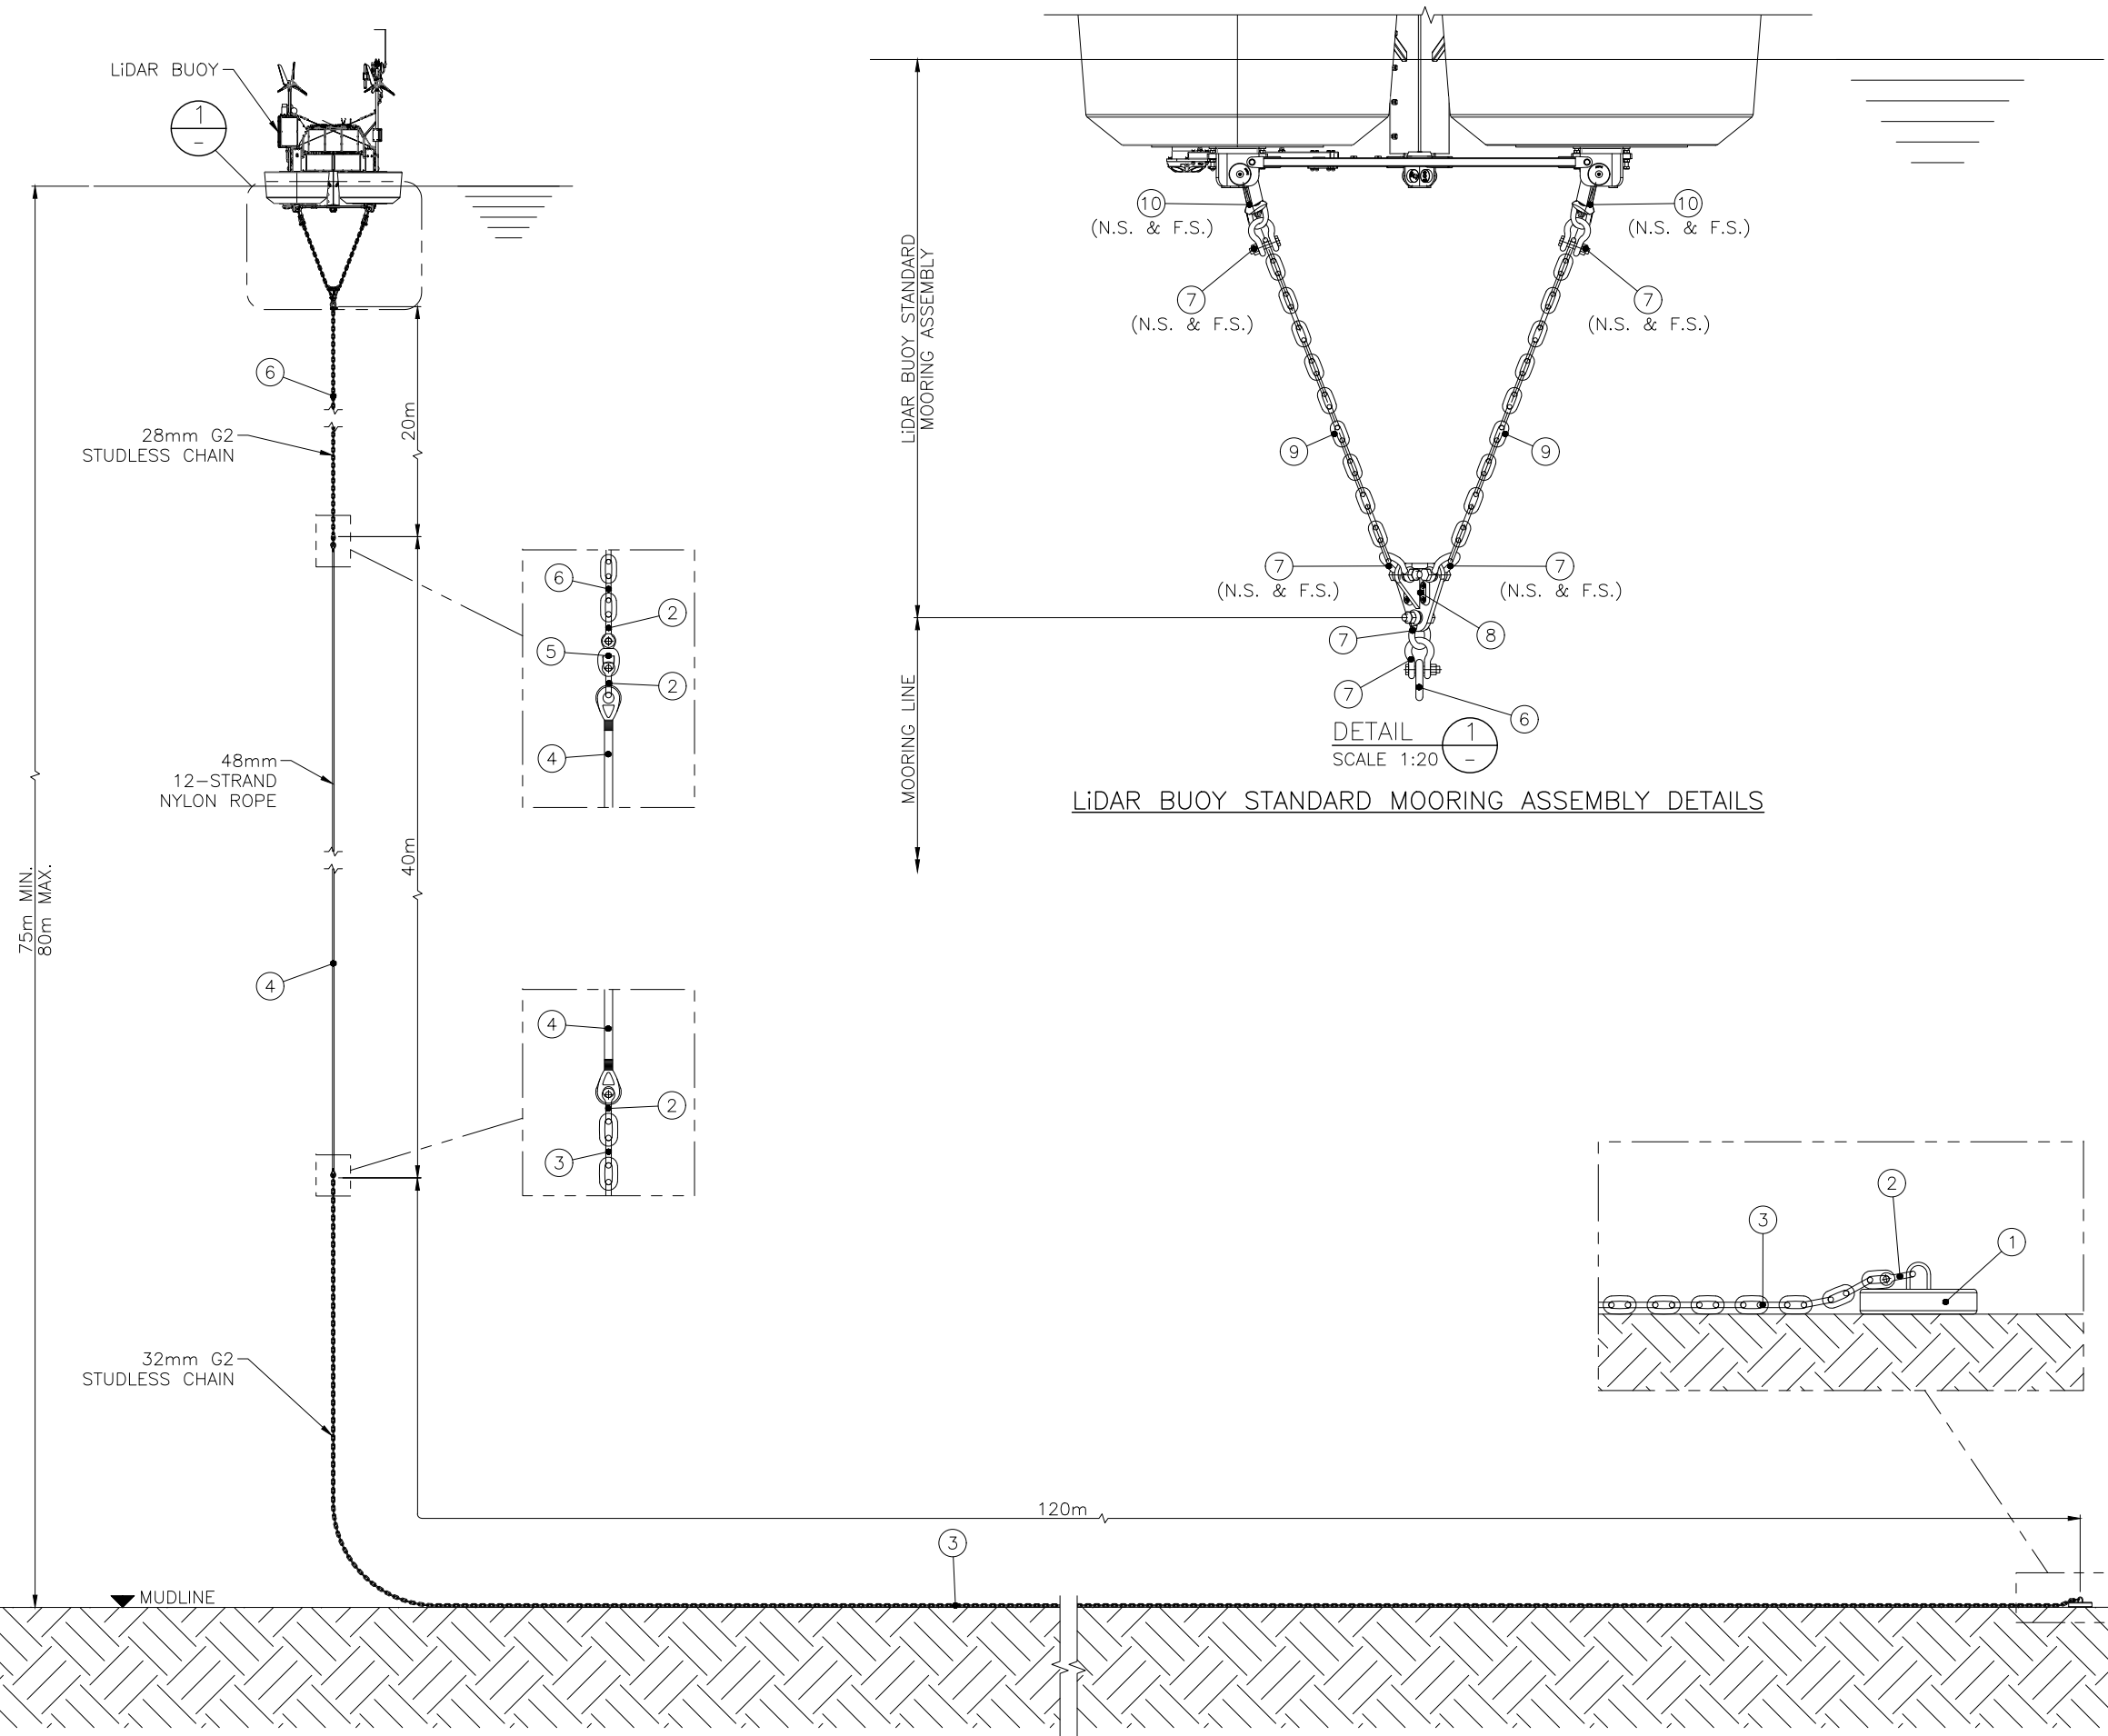 LiDAR BUOY
1
-
6
28mm G2
STUDLESS CHAIN
20m
6
2
5
2
4
48mm
12-STRAND
NYLON ROPE
40m
75m MIN.
80m MAX.
4
4
2
3
32mm G2
STUDLESS CHAIN
120m
3
MUDLINE
LiDAR BUOY STANDARD
MOORING ASSEMBLY
MOORING LINE
10
(N.S. & F.S.)
10
(N.S. & F.S.)
7
(N.S. & F.S.)
7
(N.S. & F.S.)
9
9
7
(N.S. & F.S.)
7
(N.S. & F.S.)
7
8
7
6
DETAIL 1
SCALE 1:20 -
LiDAR BUOY STANDARD MOORING ASSEMBLY DETAILS
2
3
1